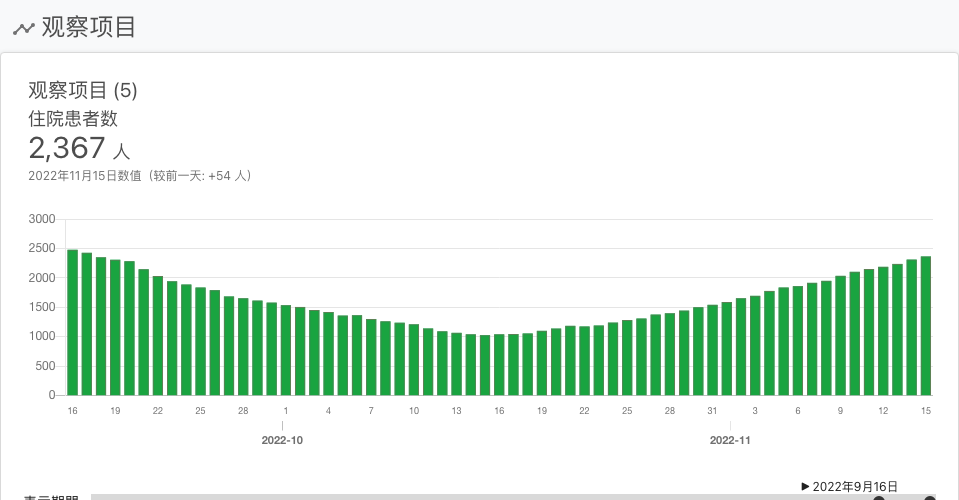 观察项目
观察项目 (5)
住院患者数
2,367 人
2022年11月15日数值（较前一天: +54 人）
3000
2500
2000
1500
1000
500
0
16 19 22 25 28 1 4 7 10 13 16 19 22 25 28 31 3 6 9 12 15
2022-10 2022-11
▶ 2022年9月16日
表示期間